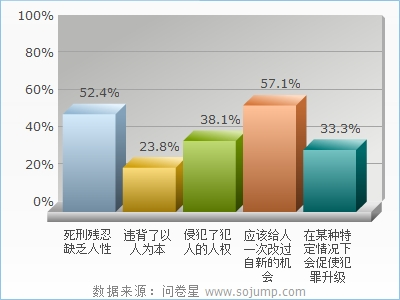 100%
80%
60%
40%
20%
0%
52.4%
23.8%
38.1%
57.1%
33.3%
死刑残忍
缺乏人性
违背了以
人为本
侵犯了犯
人的人权
应该给人
一次改过
自新的机
会
在某种特
定情况下
会促使犯
罪升级
数据来源：问卷星 www.sojump.com